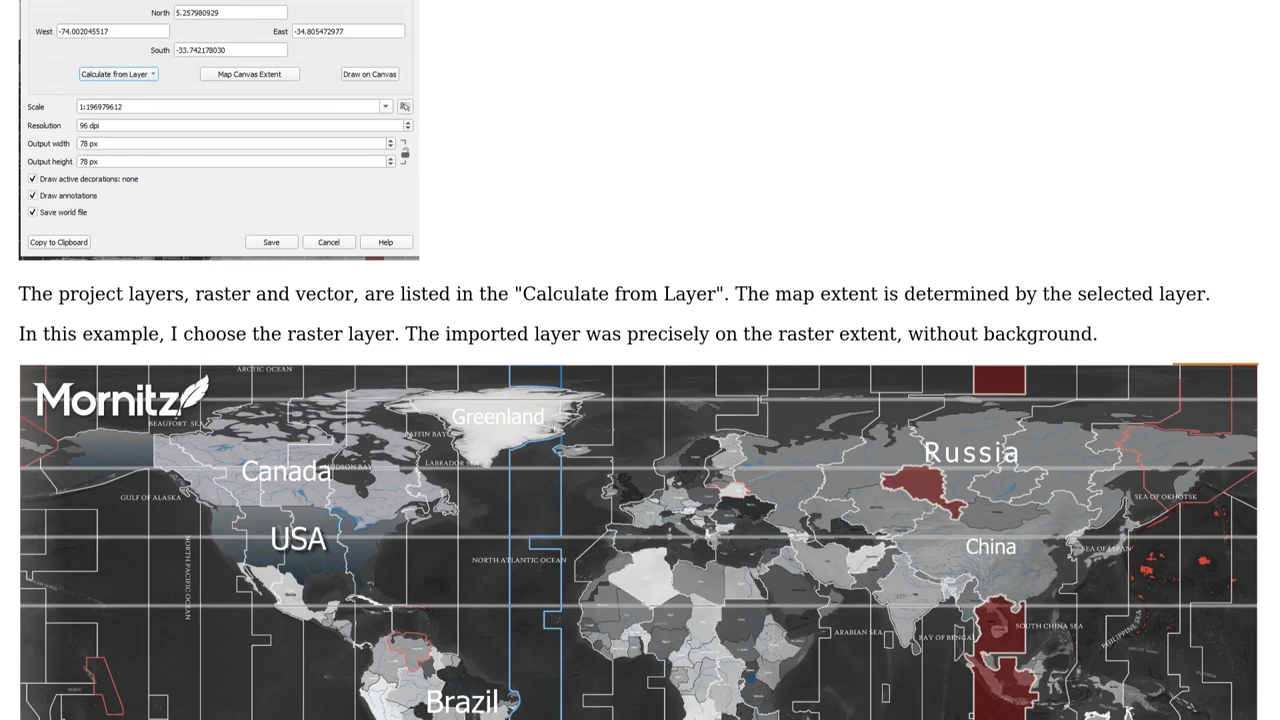 North 5.257980929
West -74.002045517 East -34.805472977
South -33.742178030
Calculate from Layer Map Canvas Extent Draw on Canvas
Scale 1:196979612
Resolution 96 dpi
Output width 78 px
Output height 78 px
Draw active decorations: none
Draw annotations
Save world file
Copy to Clipboard Save Cancel Help
The project layers, raster and vector, are listed in the "Calculate from Layer". The map extent is determined by the selected layer.
In this example, I choose the raster layer. The imported layer was precisely on the raster extent, without background.
ARCTIC OCEAN
Mornitz
Greenland
BEAUFORT SEA
BAFFIN BAY
Russia
Canada
HUDSON BAY
LABRADOR SEA
GULF OF ALASKA
SEA OF OKHOTSK
USA
China
SEA OF JAPAN
NORTH PACIFIC OCEAN
NORTH ATLANTIC OCEAN
ARABIAN SEA
BAY OF BENGAL
SOUTH CHINA SEA
PHILIPPINE SEA
Brazil